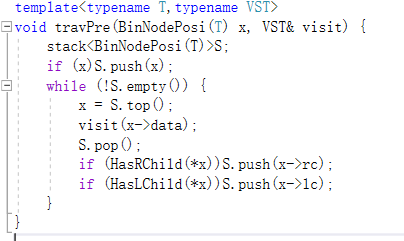 template<typename T,typename VST>
void travPre(BinNodePosi(T) x, VST& visit) {
    stack<BinNodePosi(T)>S;
    if (x)S.push(x);
    while (!S.empty()) {
        x = S.top();
        visit(x->data);
        S.pop();
        if (HasRChild(*x))S.push(x->rc);
        if (HasLChild(*x))S.push(x->lc);
    }
}